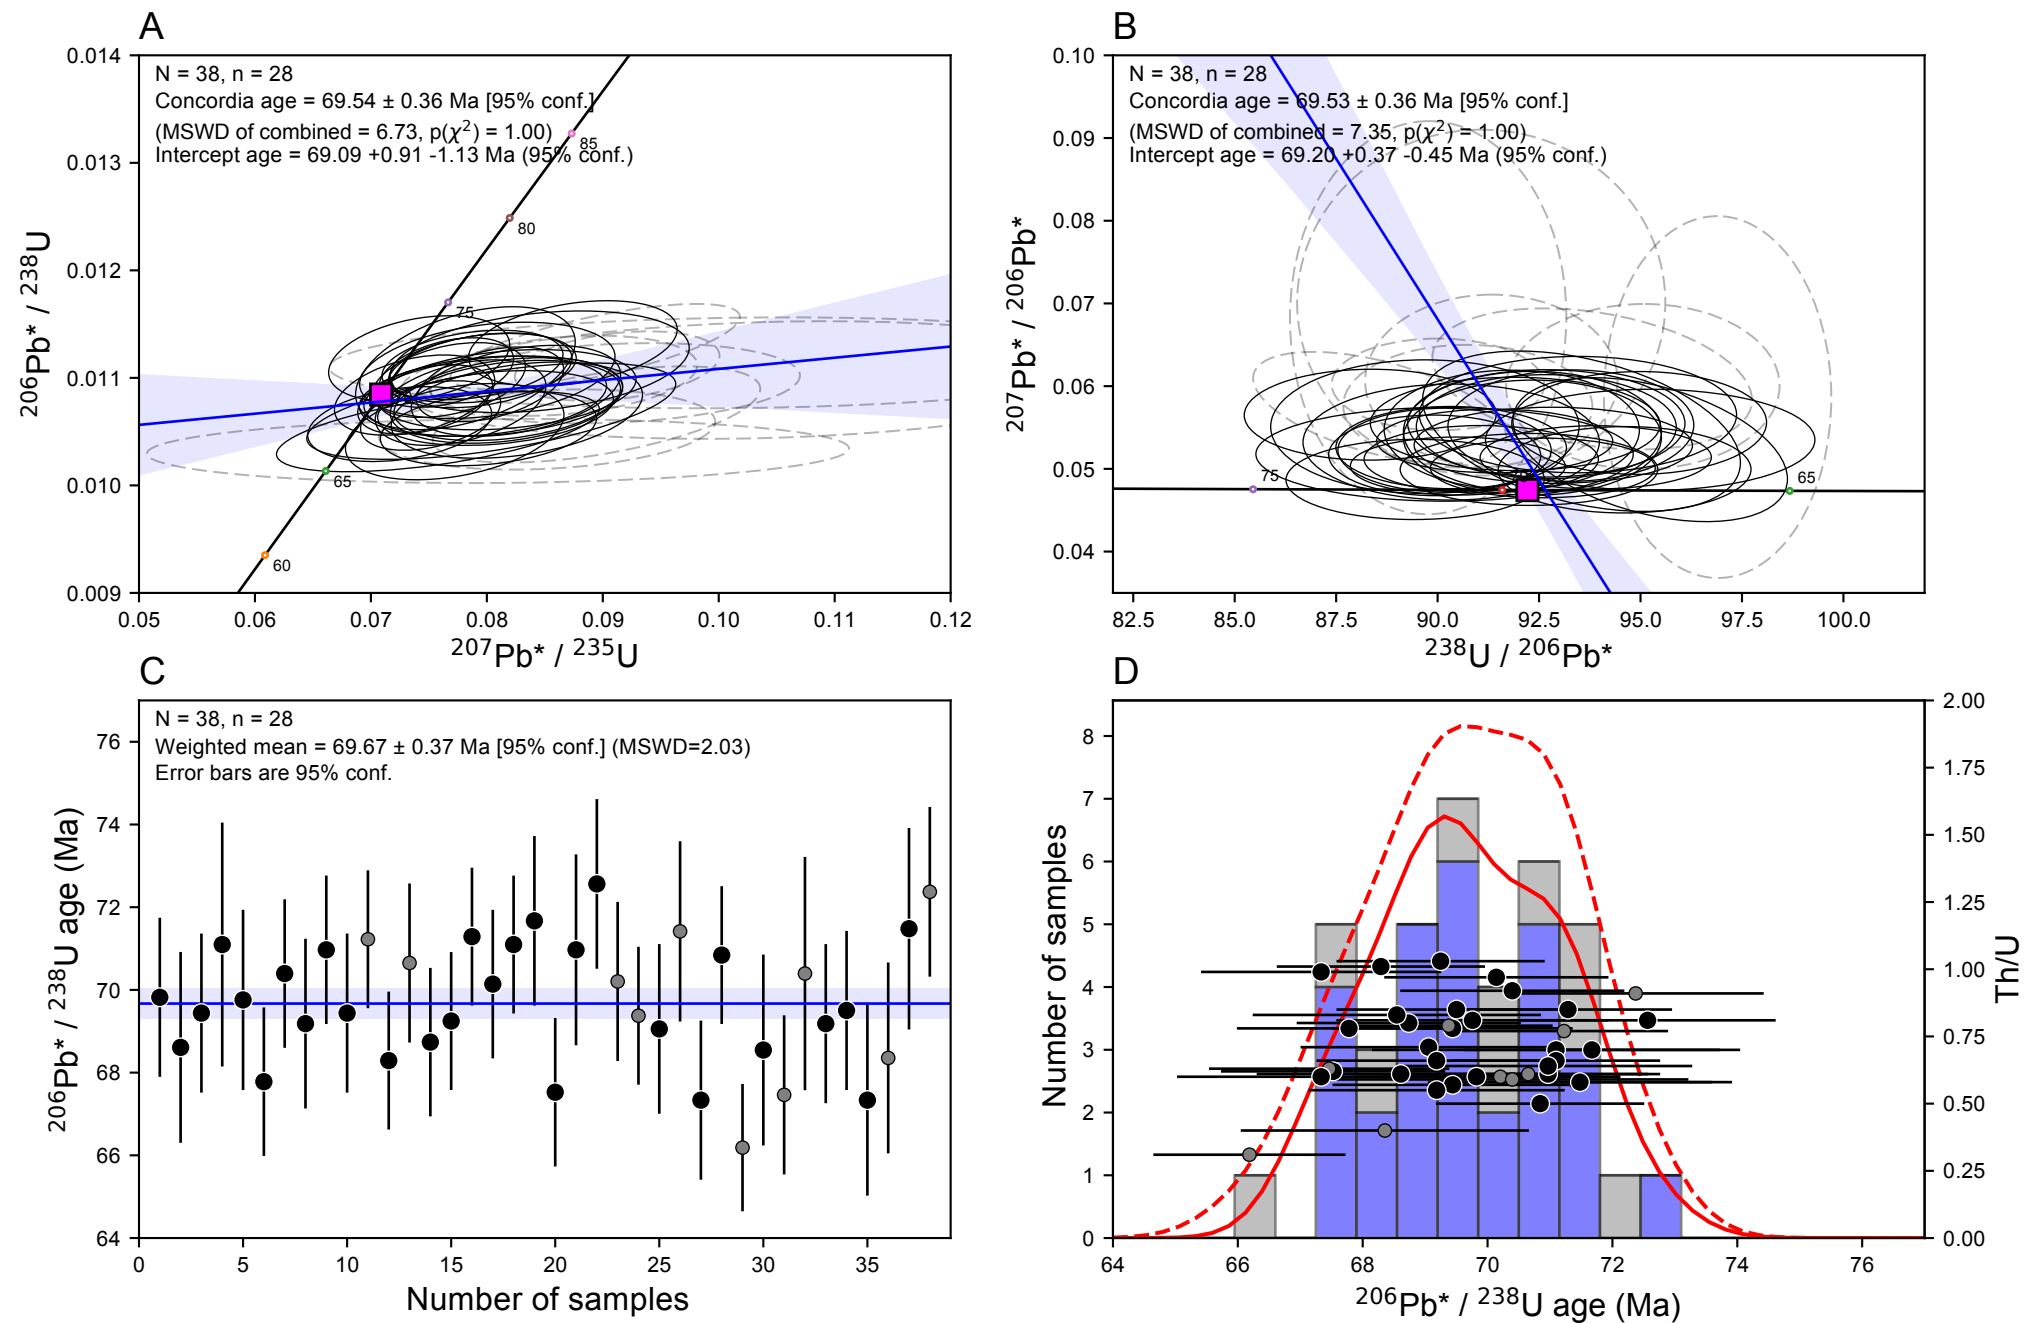 A
N = 38, n = 28
Concordia age = 69.54 ± 0.36 Ma [95% conf.]
(MSWD of combined = 6.73, p(χ²) = 1.00)
Intercept age = 69.09 +0.91 -1.13 Ma (95% conf.)
0.014
0.013
0.012
0.011
0.010
0.009
²⁰⁶Pb* / ²³⁸U
85
80
75
65
60
0.05 0.06 0.07 0.08 0.09 0.10 0.11 0.12
²⁰⁷Pb* / ²³⁵U
B
N = 38, n = 28
Concordia age = 69.53 ± 0.36 Ma [95% conf.]
(MSWD of combined = 7.35, p(χ²) = 1.00)
Intercept age = 69.20 +0.37 -0.45 Ma (95% conf.)
0.10
0.09
0.08
0.07
0.06
0.05
0.04
²⁰⁷Pb* / ²⁰⁶Pb*
75
65
82.5 85.0 87.5 90.0 92.5 95.0 97.5 100.0
²³⁸U / ²⁰⁶Pb*
C
N = 38, n = 28
Weighted mean = 69.67 ± 0.37 Ma [95% conf.] (MSWD=2.03)
Error bars are 95% conf.
76
74
72
70
68
66
64
²⁰⁶Pb* / ²³⁸U age (Ma)
0 5 10 15 20 25 30 35
Number of samples
D
8
7
6
5
4
3
2
1
0
Number of samples
2.00
1.75
1.50
1.25
1.00
0.75
0.50
0.25
0.00
Th/U
64 66 68 70 72 74 76
²⁰⁶Pb* / ²³⁸U age (Ma)